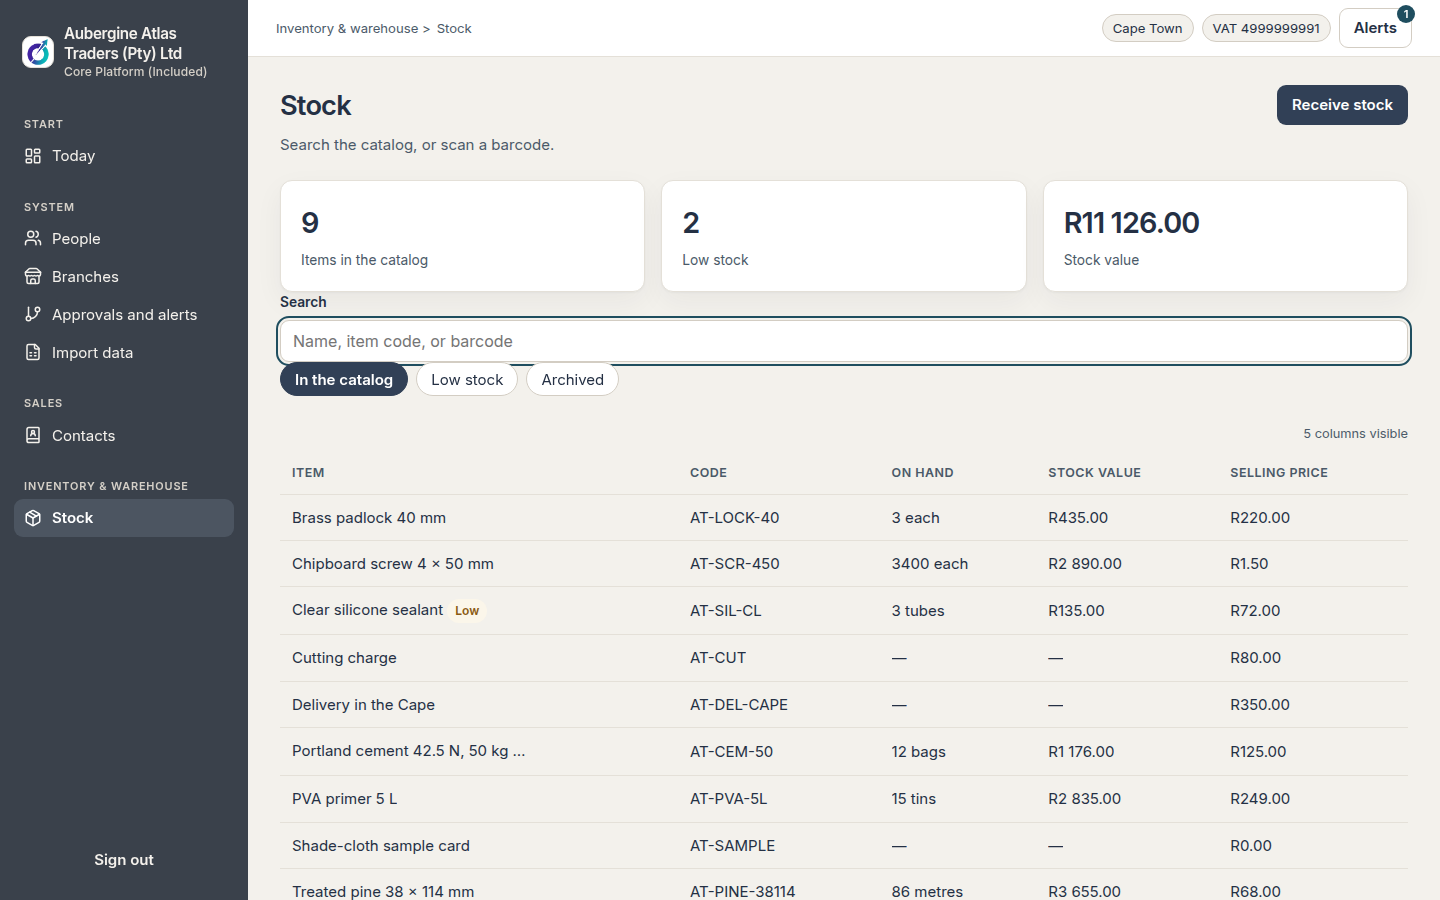 Aubergine Atlas
Traders (Pty) Ltd
Core Platform (Included)
START
Today
SYSTEM
People
Branches
Approvals and alerts
Import data
SALES
Contacts
INVENTORY & WAREHOUSE
Stock
Sign out
Inventory & warehouse > Stock
Cape Town
VAT 4999999991
Alerts
1
Stock
Receive stock
Search the catalog, or scan a barcode.
9
Items in the catalog
2
Low stock
R11 126.00
Stock value
Search
Name, item code, or barcode
In the catalog
Low stock
Archived
5 columns visible
ITEM CODE ON HAND STOCK VALUE SELLING PRICE
Brass padlock 40 mm AT-LOCK-40 3 each R435.00 R220.00
Chipboard screw 4 × 50 mm AT-SCR-450 3400 each R2 890.00 R1.50
Clear silicone sealant Low AT-SIL-CL 3 tubes R135.00 R72.00
Cutting charge AT-CUT — — R80.00
Delivery in the Cape AT-DEL-CAPE — — R350.00
Portland cement 42.5 N, 50 kg ... AT-CEM-50 12 bags R1 176.00 R125.00
PVA primer 5 L AT-PVA-5L 15 tins R2 835.00 R249.00
Shade-cloth sample card AT-SAMPLE — — R0.00
Treated pine 38 × 114 mm AT-PINE-38114 86 metres R3 655.00 R68.00